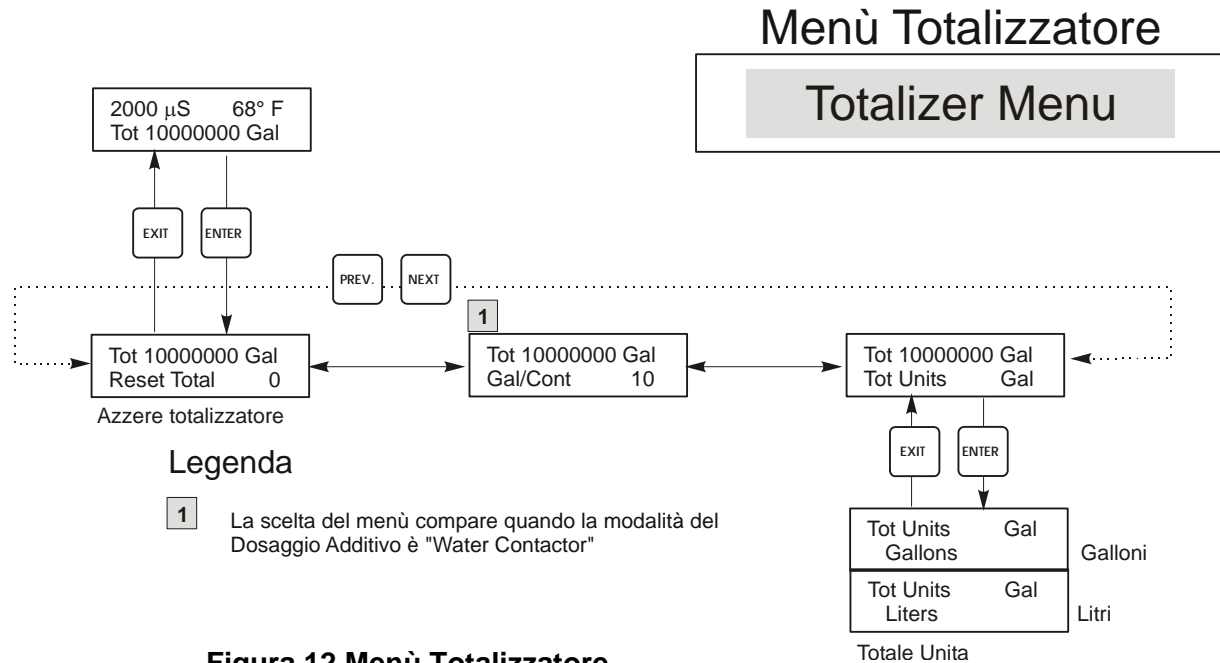 Menù Totalizzatore
Totalizer Menu
2000 μS 68° F
Tot 10000000 Gal
EXIT
ENTER
PREV.
NEXT
1
Tot 10000000 Gal
Reset Total 0
Azzere totalizzatore
Tot 10000000 Gal
Gal/Cont 10
Tot 10000000 Gal
Tot Units Gal
EXIT
ENTER
Legenda
1
La scelta del menù compare quando la modalità del
Dosaggio Additivo è "Water Contactor"
Tot Units Gal
Gallons
Galloni
Tot Units Gal
Liters
Litri
Totale Unita
Figura 12 Menù Totalizzatore